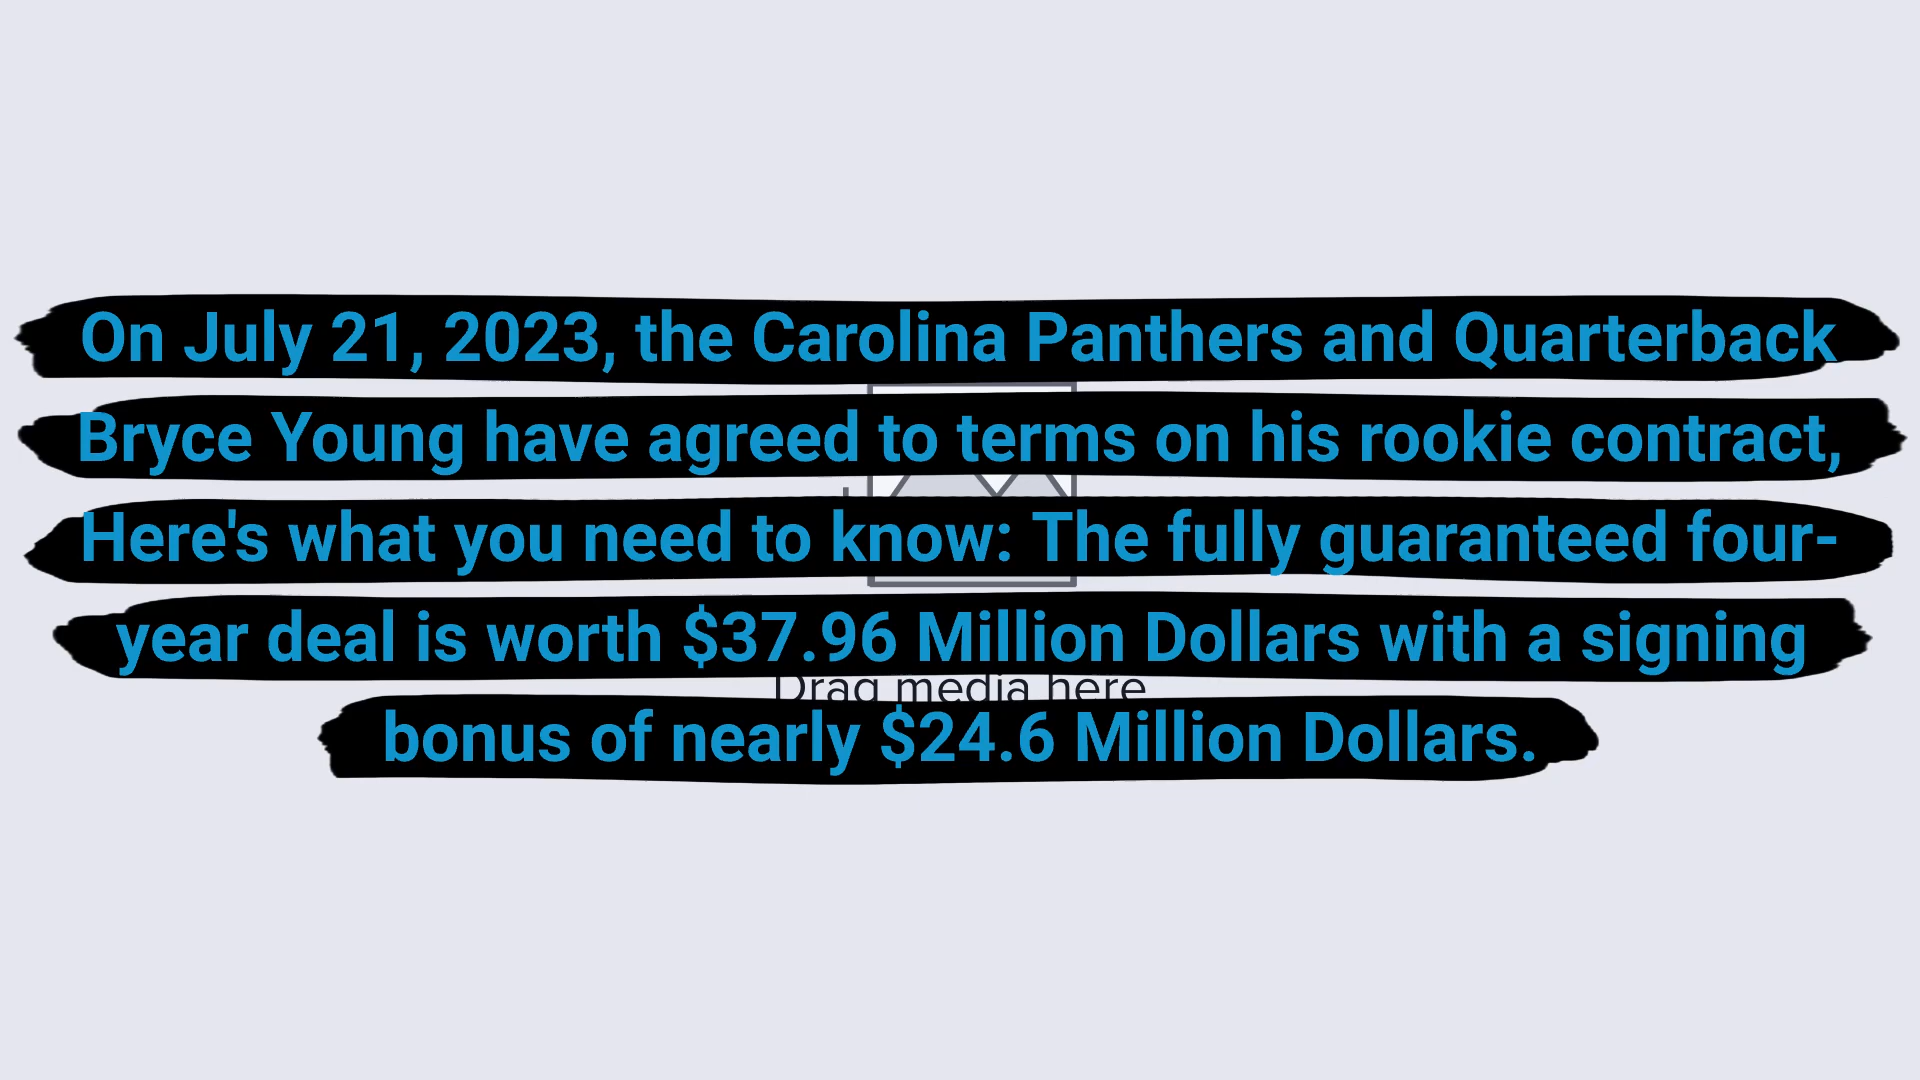 On July 21, 2023, the Carolina Panthers and Quarterback
Bryce Young have agreed to terms on his rookie contract,
Here's what you need to know: The fully guaranteed four-
year deal is worth $37.96 Million Dollars with a signing
Drag media here
bonus of nearly $24.6 Million Dollars.